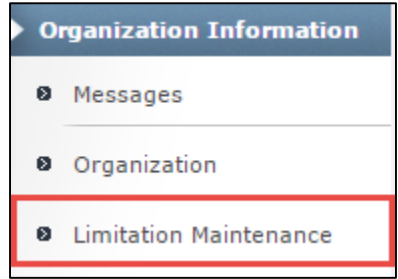 Organization Information
Messages
Organization
Limitation Maintenance